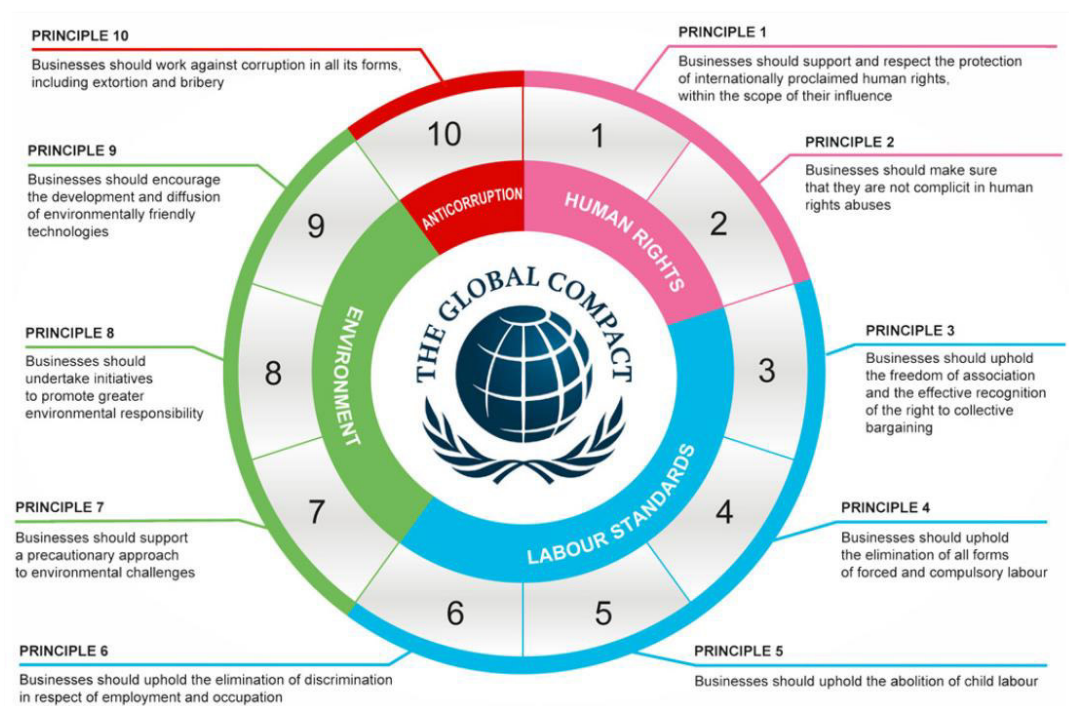 PRINCIPLE 10
Businesses should work against corruption in all its forms,
including extortion and bribery
PRINCIPLE 1
Businesses should support and respect the protection
of internationally proclaimed human rights,
within the scope of their influence
PRINCIPLE 2
Businesses should make sure
that they are not complicit in human
rights abuses
PRINCIPLE 9
Businesses should encourage
the development and diffusion
of environmentally friendly
technologies
PRINCIPLE 8
Businesses should
undertake initiatives
to promote greater
environmental responsibility
PRINCIPLE 3
Businesses should uphold
the freedom of association
and the effective recognition
of the right to collective
bargaining
PRINCIPLE 7
Businesses should support
a precautionary approach
to environmental challenges
PRINCIPLE 4
Businesses should uphold
the elimination of all forms
of forced and compulsory labour
PRINCIPLE 6
Businesses should uphold the elimination of discrimination
in respect of employment and occupation
PRINCIPLE 5
Businesses should uphold the abolition of child labour
10
1
9
2
8
3
7
4
6
5
ANTICORRUPTION
HUMAN RIGHTS
ENVIRONMENT
LABOUR STANDARDS
THE GLOBAL COMPACT